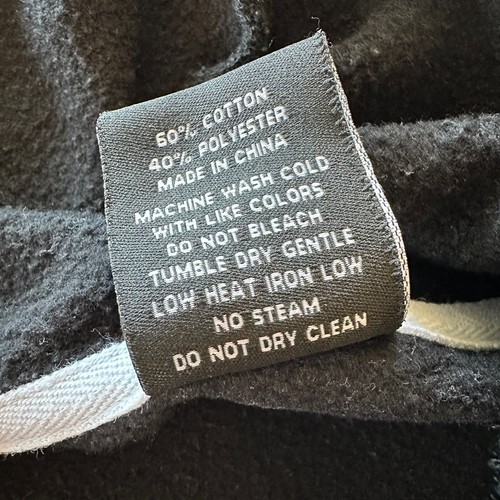 60% COTTON
40% POLYESTER
MADE IN CHINA
MACHINE WASH COLD
WITH LIKE COLORS
DO NOT BLEACH
TUMBLE DRY GENTLE
LOW HEAT IRON LOW
NO STEAM
DO NOT DRY CLEAN